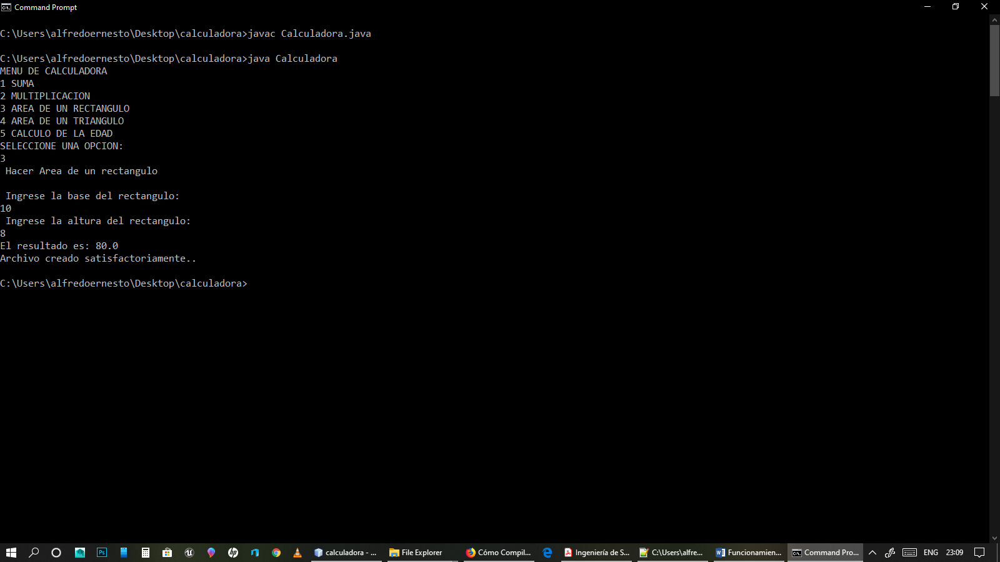 Command Prompt
C:\Users\alfredoernesto\Desktop\calculadora>javac Calculadora.java
C:\Users\alfredoernesto\Desktop\calculadora>java Calculadora
MENU DE CALCULADORA
1 SUMA
2 MULTIPLICACION
3 AREA DE UN RECTANGULO
4 AREA DE UN TRIANGULO
5 CALCULO DE LA EDAD
SELECCIONE UNA OPCION:
3
Hacer Area de un rectangulo
Ingrese la base del rectangulo:
10
Ingrese la altura del rectangulo:
8
El resultado es: 80.0
Archivo creado satisfactoriamente..
C:\Users\alfredoernesto\Desktop\calculadora>
Ps hp calculadora - ... File Explorer Cómo Compil... Ingeniería de S... C:\Users\alfre... Funcionamien... Command Pro... ENG 23:09